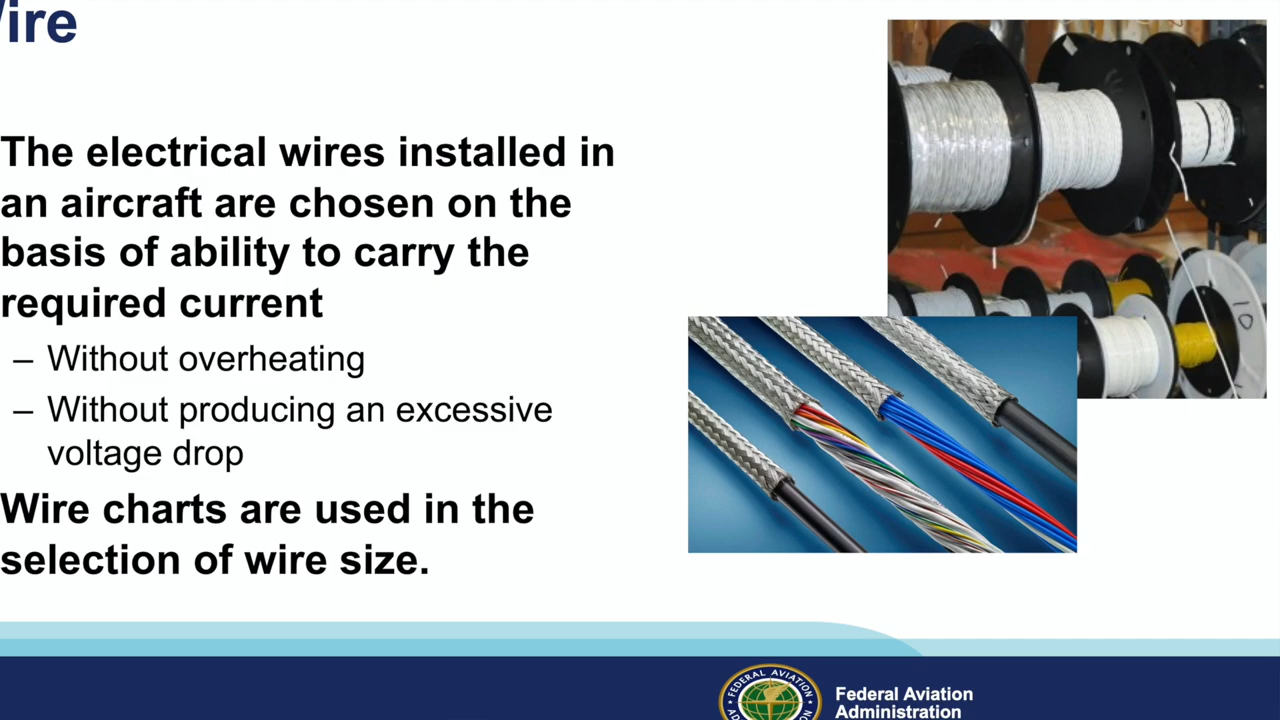 ire
The electrical wires installed in
an aircraft are chosen on the
basis of ability to carry the
required current
– Without overheating
– Without producing an excessive
voltage drop
Wire charts are used in the
selection of wire size.
FEDERAL AVIATION
Federal Aviation
Administration